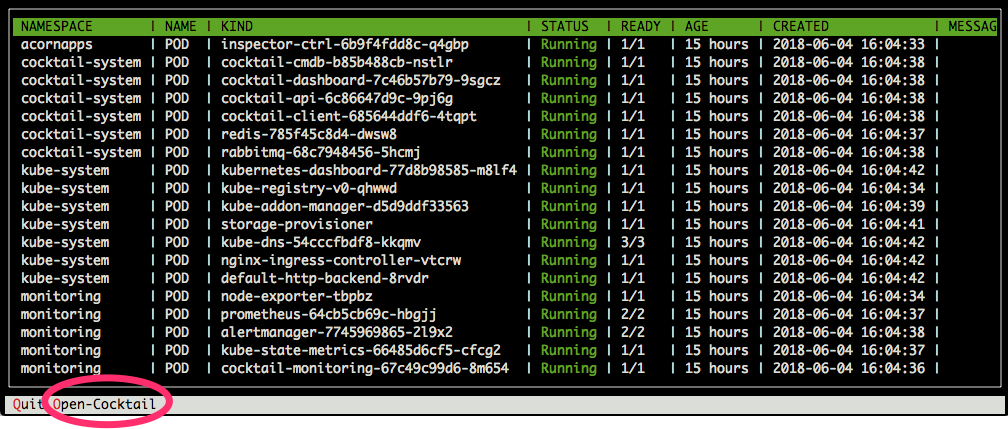 NAMESPACE | NAME | KIND | STATUS | READY | AGE | CREATED | MESSAG
acornapps | POD | inspector-ctrl-6b9f4fdd8c-q4gbp | Running | 1/1 | 15 hours | 2018-06-04 16:04:33 |
cocktail-system | POD | cocktail-cmdb-b85b488cb-nstlr | Running | 1/1 | 15 hours | 2018-06-04 16:04:38 |
cocktail-system | POD | cocktail-dashboard-7c46b57b79-9sgcz | Running | 1/1 | 15 hours | 2018-06-04 16:04:38 |
cocktail-system | POD | cocktail-api-6c86647d9c-9pj6g | Running | 1/1 | 15 hours | 2018-06-04 16:04:38 |
cocktail-system | POD | cocktail-client-685644ddf6-4tqpt | Running | 1/1 | 15 hours | 2018-06-04 16:04:38 |
cocktail-system | POD | redis-785f45c8d4-dwsw8 | Running | 1/1 | 15 hours | 2018-06-04 16:04:37 |
cocktail-system | POD | rabbitmq-68c7948456-5hcmj | Running | 1/1 | 15 hours | 2018-06-04 16:04:38 |
kube-system | POD | kubernetes-dashboard-77d8b98585-m8lf4 | Running | 1/1 | 15 hours | 2018-06-04 16:04:42 |
kube-system | POD | kube-registry-v0-qhwwd | Running | 1/1 | 15 hours | 2018-06-04 16:04:34 |
kube-system | POD | kube-addon-manager-d5d9ddf33563 | Running | 1/1 | 15 hours | 2018-06-04 16:04:39 |
kube-system | POD | storage-provisioner | Running | 1/1 | 15 hours | 2018-06-04 16:04:41 |
kube-system | POD | kube-dns-54cccfbdf8-kkqmv | Running | 3/3 | 15 hours | 2018-06-04 16:04:42 |
kube-system | POD | nginx-ingress-controller-vtcrw | Running | 1/1 | 15 hours | 2018-06-04 16:04:42 |
kube-system | POD | default-http-backend-8rvdr | Running | 1/1 | 15 hours | 2018-06-04 16:04:42 |
monitoring | POD | node-exporter-tbpbz | Running | 1/1 | 15 hours | 2018-06-04 16:04:34 |
monitoring | POD | prometheus-64cb5cb69c-hbgjj | Running | 2/2 | 15 hours | 2018-06-04 16:04:37 |
monitoring | POD | alertmanager-7745969865-2l9x2 | Running | 2/2 | 15 hours | 2018-06-04 16:04:38 |
monitoring | POD | kube-state-metrics-66485d6cf5-cfcg2 | Running | 1/1 | 15 hours | 2018-06-04 16:04:37 |
monitoring | POD | cocktail-monitoring-67c49c99d6-8m654 | Running | 1/1 | 15 hours | 2018-06-04 16:04:36 |
Quit Open-Cocktail